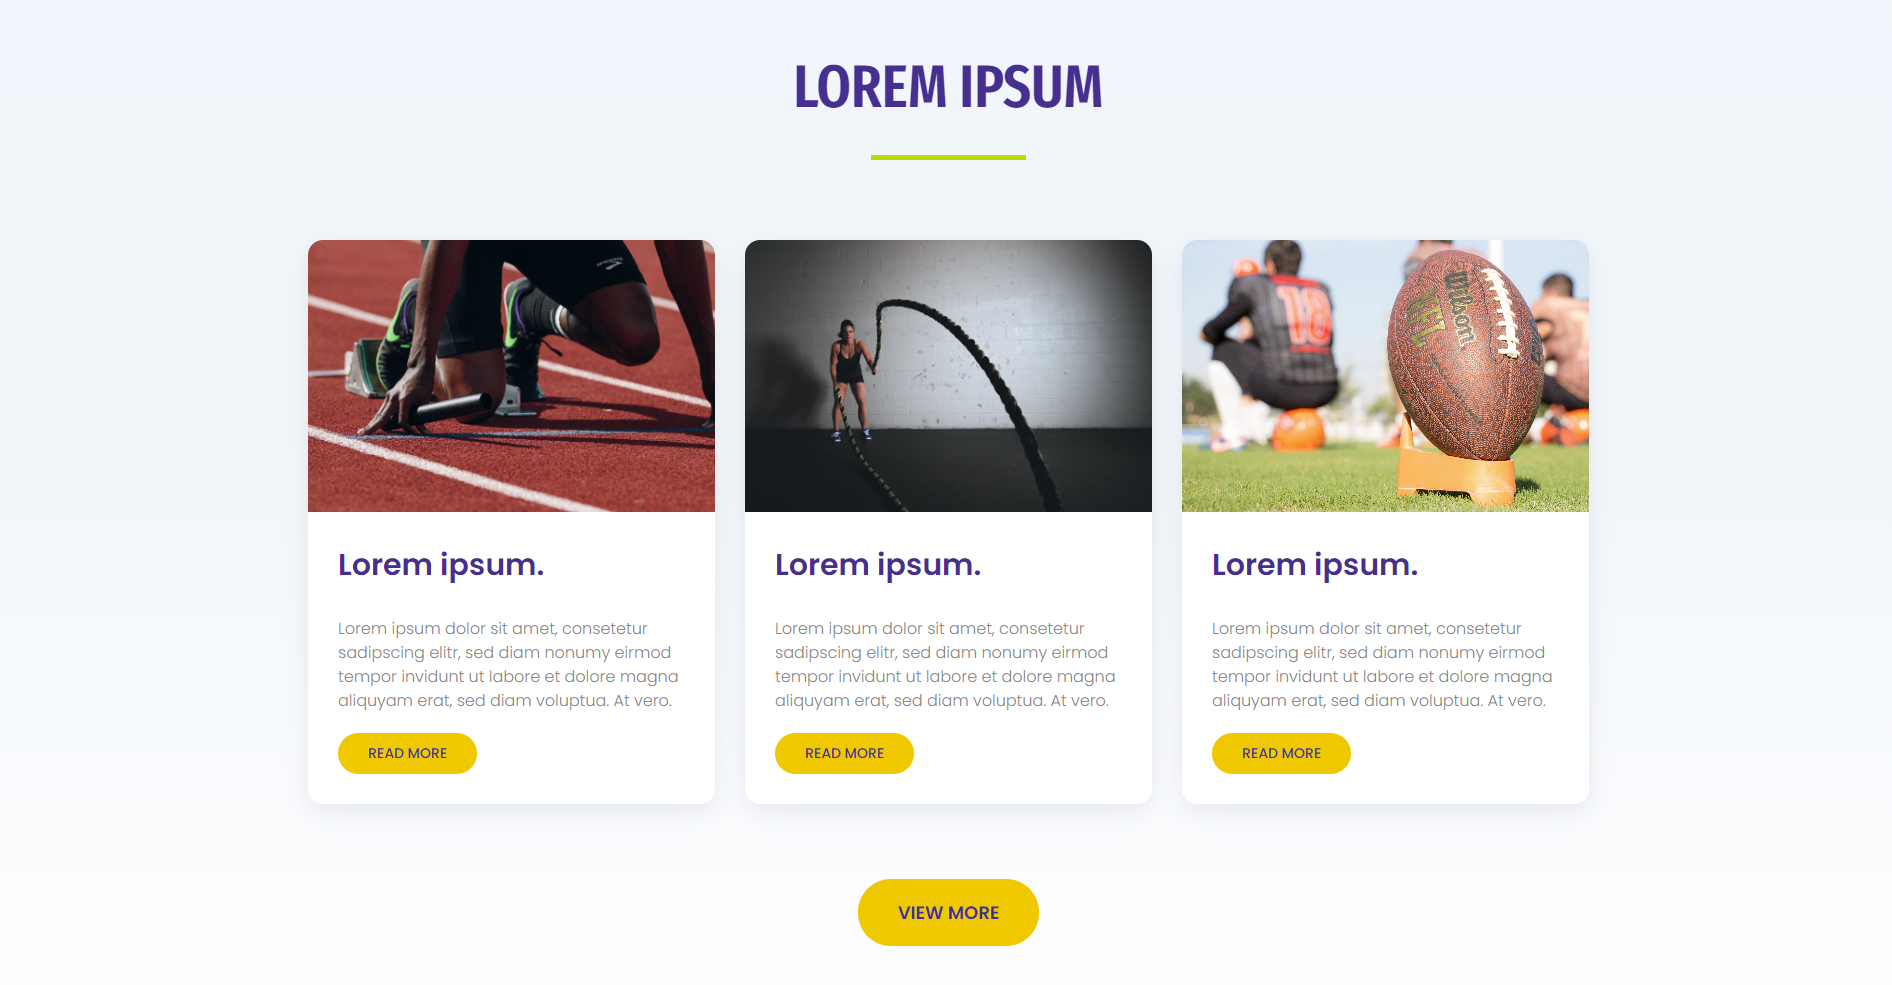 LOREM IPSUM
18
Wilson
NFL
Lorem ipsum.
Lorem ipsum dolor sit amet, consetetur
sadipscing elitr, sed diam nonumy eirmod
tempor invidunt ut labore et dolore magna
aliquyam erat, sed diam voluptua. At vero.
READ MORE
Lorem ipsum.
Lorem ipsum dolor sit amet, consetetur
sadipscing elitr, sed diam nonumy eirmod
tempor invidunt ut labore et dolore magna
aliquyam erat, sed diam voluptua. At vero.
READ MORE
Lorem ipsum.
Lorem ipsum dolor sit amet, consetetur
sadipscing elitr, sed diam nonumy eirmod
tempor invidunt ut labore et dolore magna
aliquyam erat, sed diam voluptua. At vero.
READ MORE
VIEW MORE